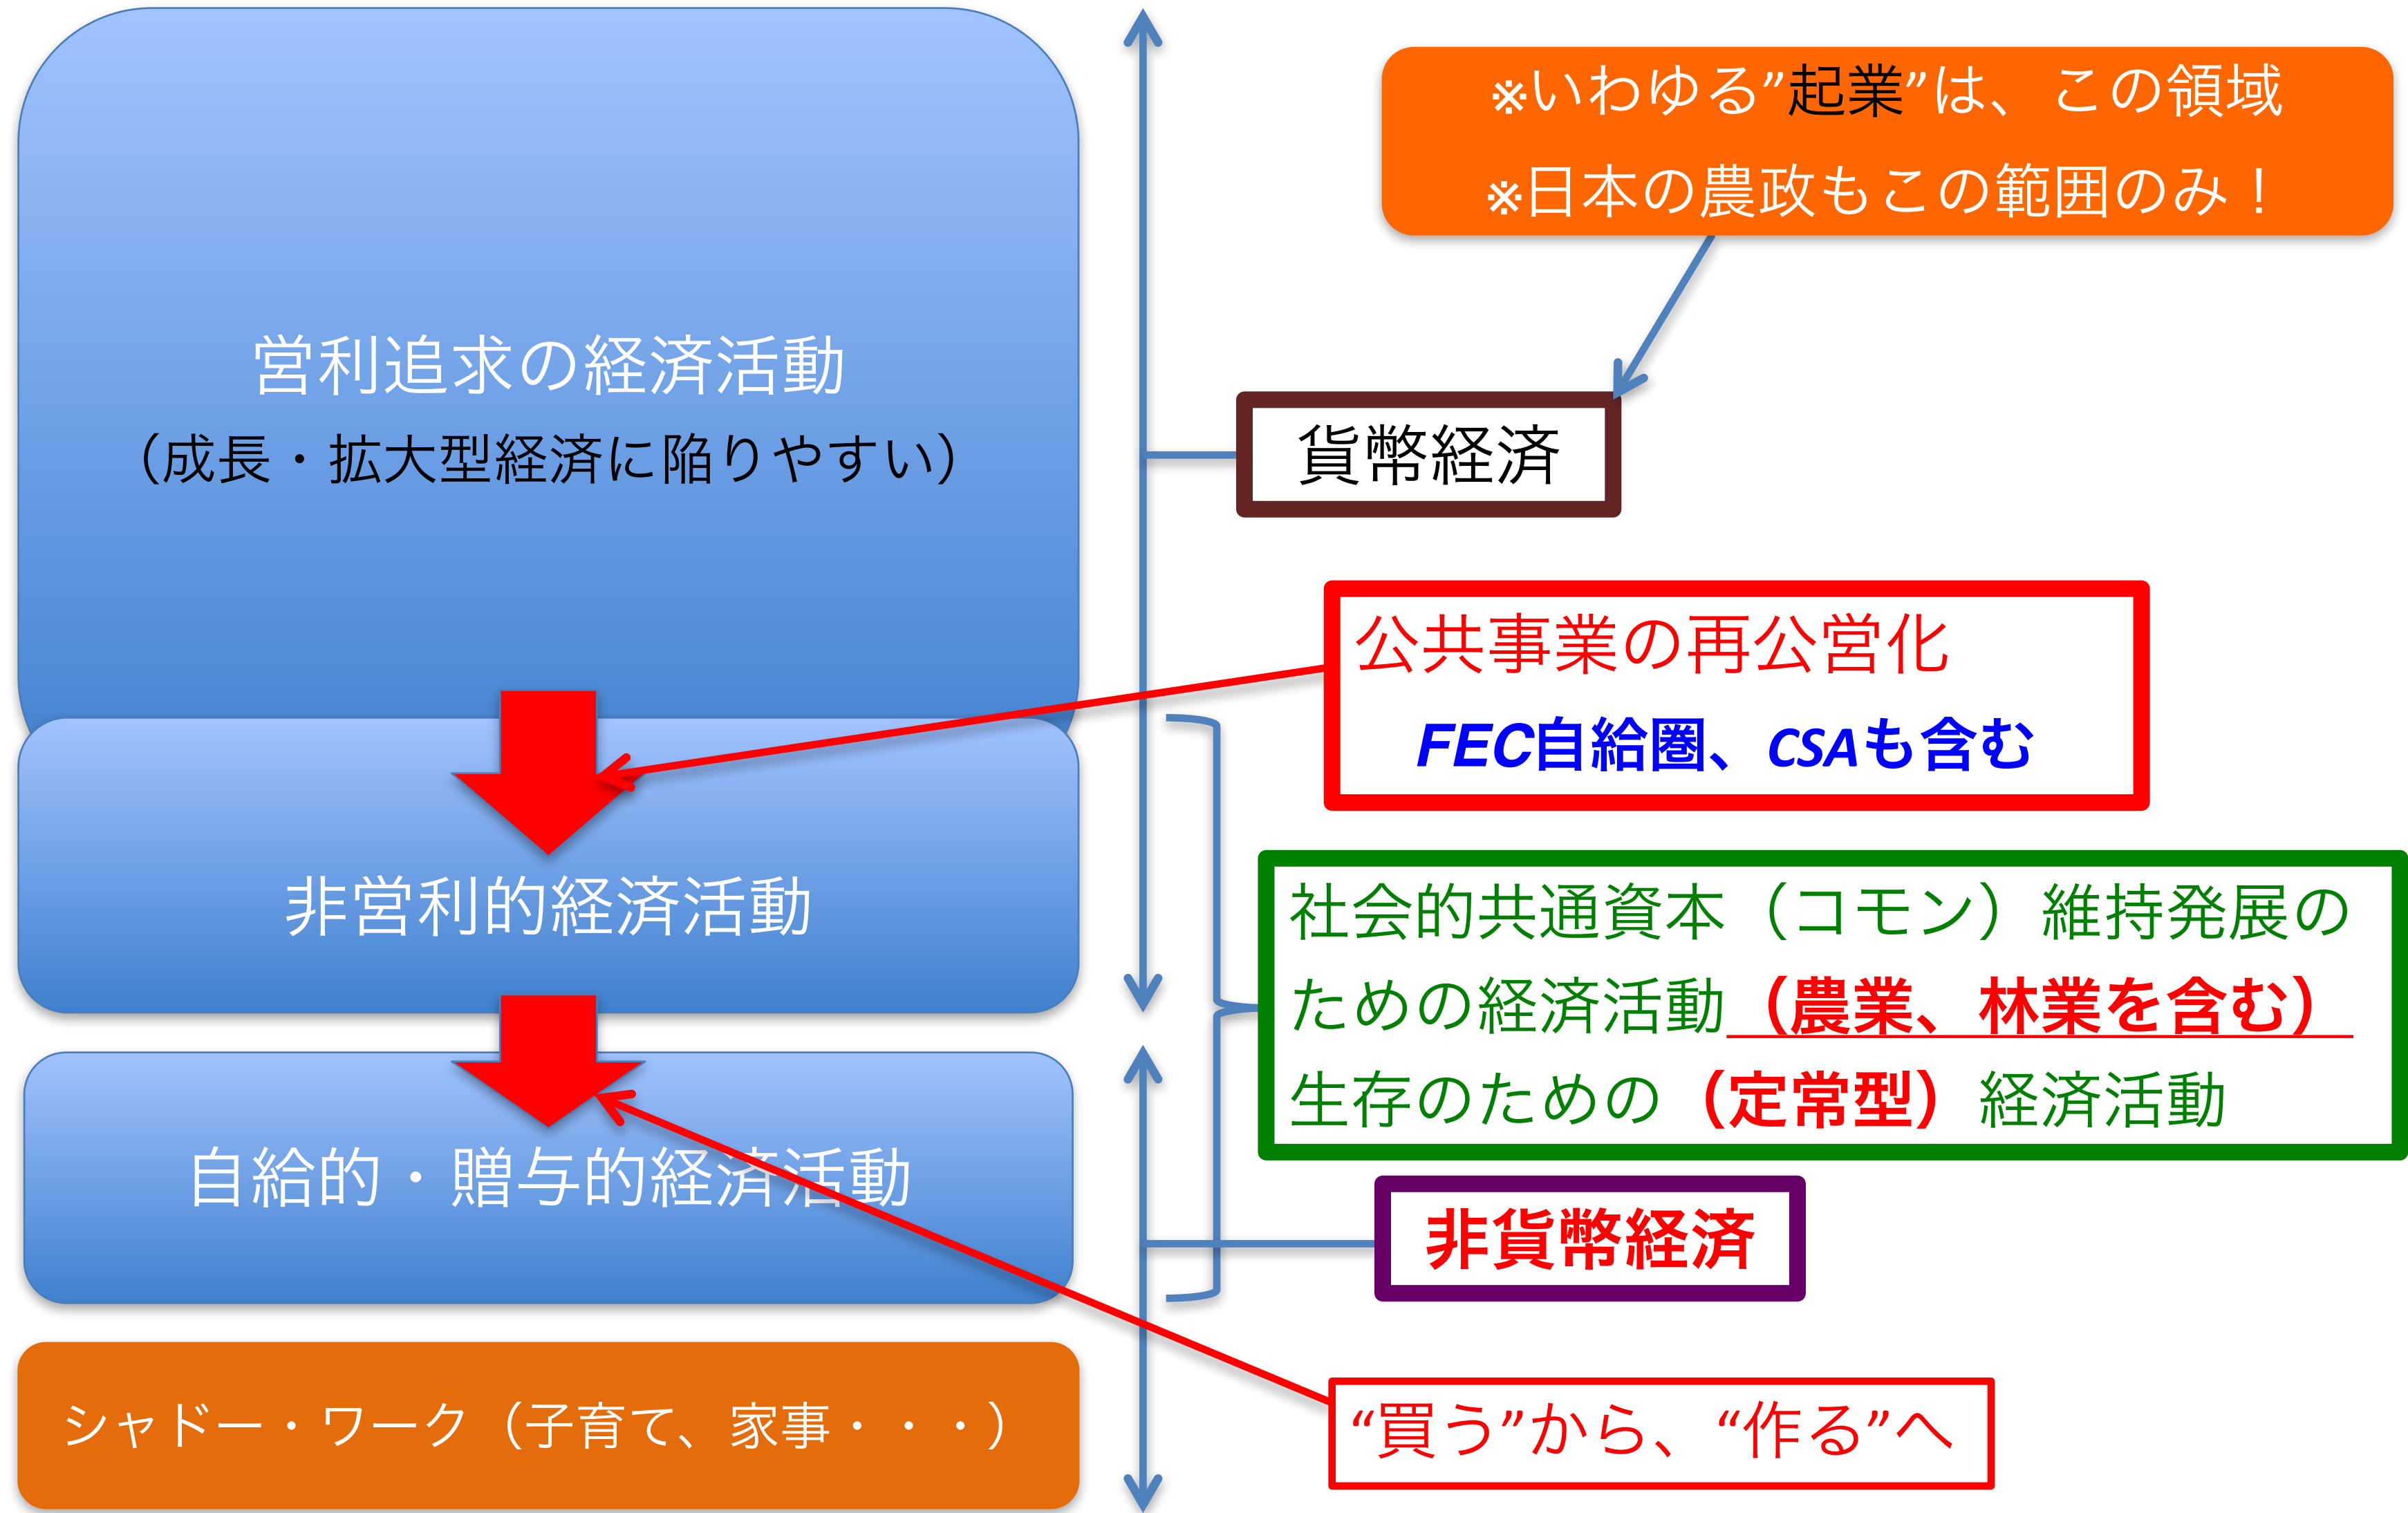 営利追求の経済活動
（成長・拡大型経済に陥りやすい）
非営利的経済活動
自給的・贈与的経済活動
シャドー・ワーク（子育て、家事・・・）
※いわゆる”起業”は、この領域
※日本の農政もこの範囲のみ！
貨幣経済
公共事業の再公営化
FEC自給圏、CSAも含む
社会的共通資本（コモン）維持発展の
ための経済活動（農業、林業を含む）
生存のための（定常型）経済活動
非貨幣経済
“買う”から、“作る”へ